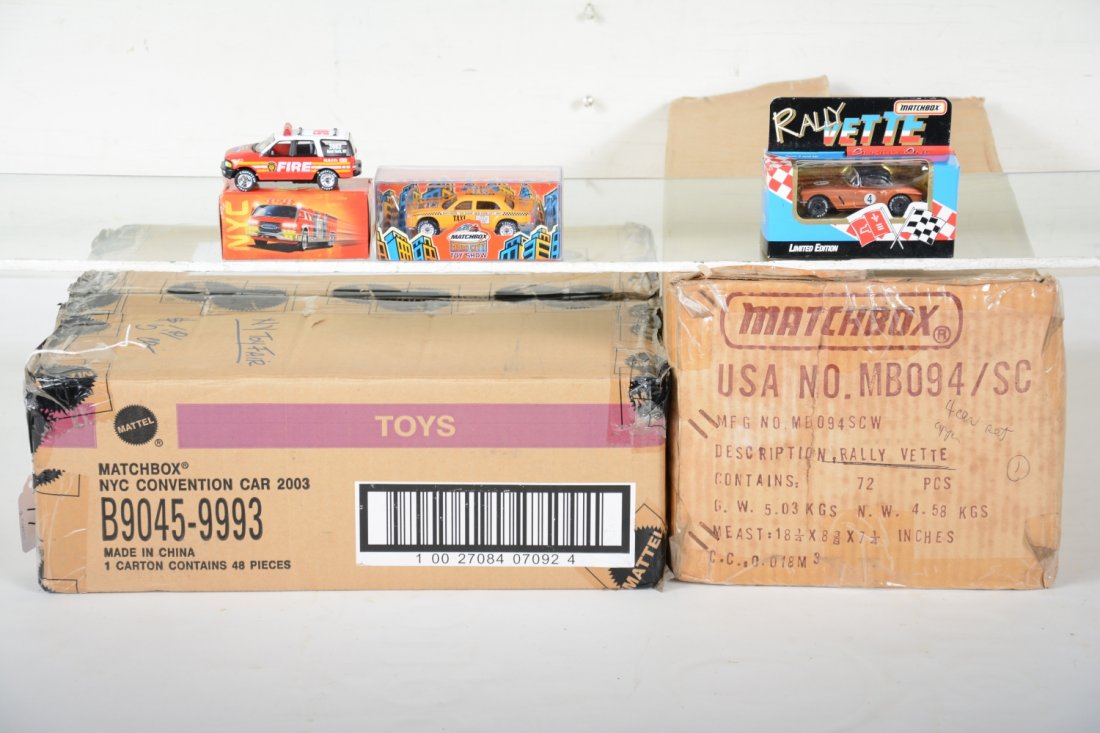 FIRE
NYC
TAXI
MATCHBOX
TOY SHOW
RALLY
VETTE
MATCHBOX
4
LIMITED EDITION
NY TOY FAIR
TOYS
MATTEL
®
MATCHBOX®
NYC CONVENTION CAR 2003
B9045-9993
MADE IN CHINA
1 CARTON CONTAINS 48 PIECES
1 00 27084 07092 4
MATTEL
MATCHBOX®
USA NO. MB094/SC
MFG NO. MB094SCW
DESCRIPTION. RALLY VETTE
CONTAINS: 72 PCS
G. W. 5.03 KGS N. W. 4.58 KGS
C.C.: 0.018M3
1